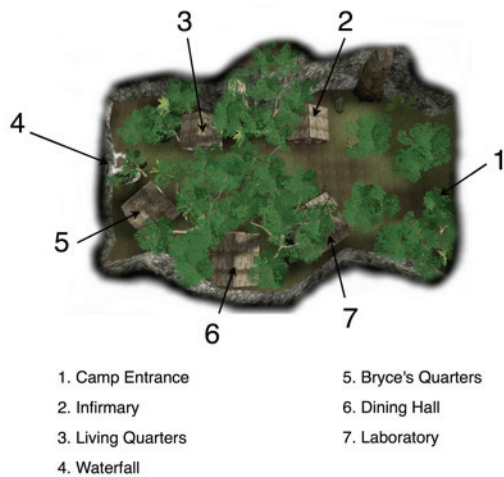 3
2
4
1
5
6
7
1. Camp Entrance
2. Infirmary
3. Living Quarters
4. Waterfall
5. Bryce's Quarters
6. Dining Hall
7. Laboratory